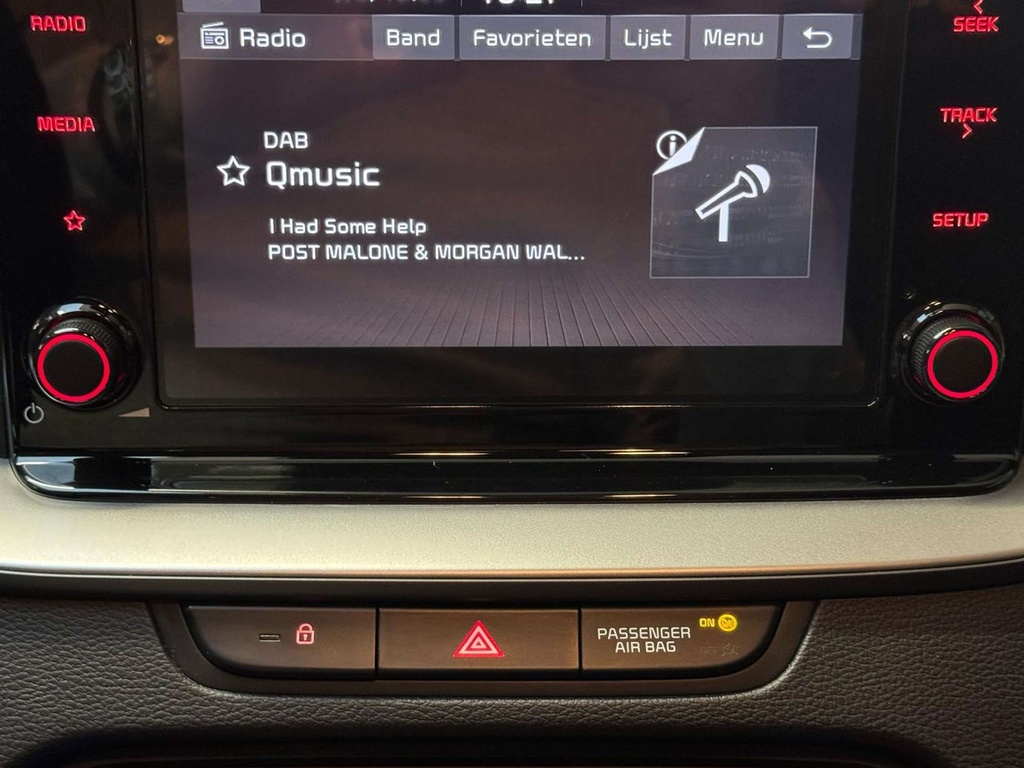 RADIO
MEDIA
Radio
Band
Favorieten
Lijst
Menu
DAB
Qmusic
I Had Some Help
POST MALONE & MORGAN WAL...
SEEK
TRACK
SETUP
PASSENGER
AIR BAG
ON